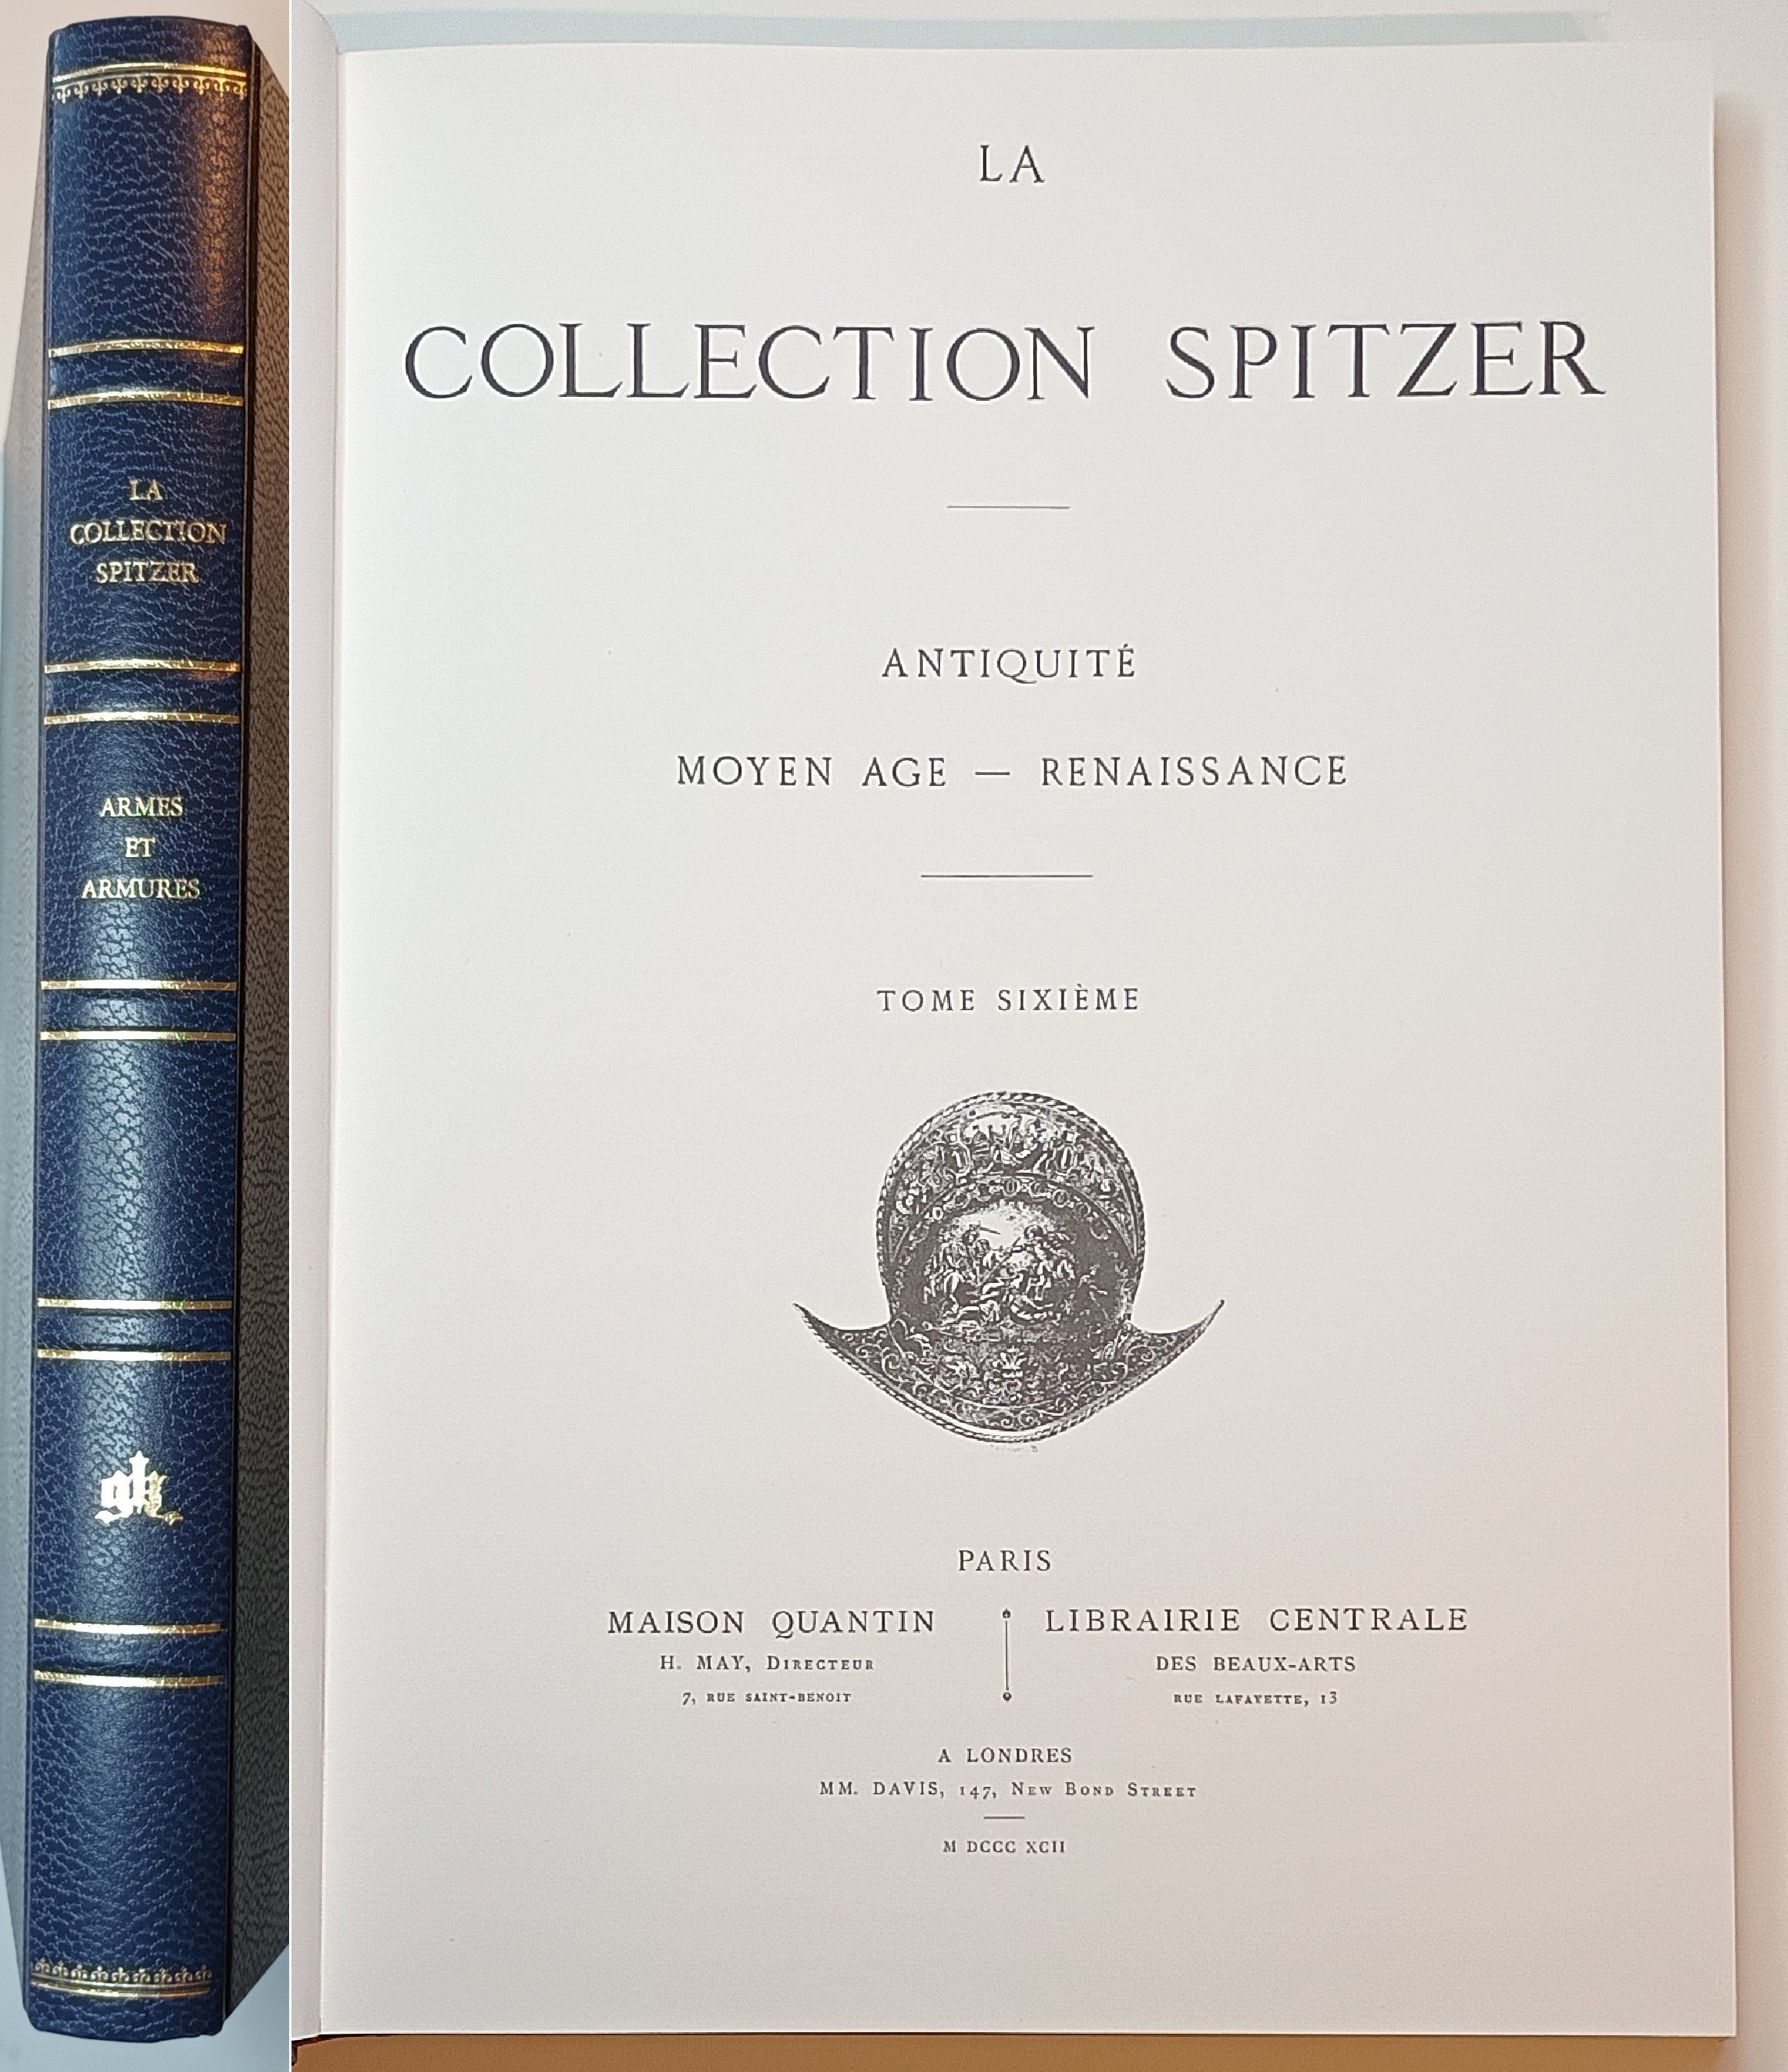 LA
COLLECTION
SPITZER
ARMES
ET
ARMURES
LA
COLLECTION SPITZER
ANTIQUITÉ
MOYEN AGE — RENAISSANCE
TOME SIXIÈME
PARIS
MAISON QUANTIN
H. MAY, DIRECTEUR
7, RUE SAINT-BENOIT
LIBRAIRIE CENTRALE
DES BEAUX-ARTS
RUE LAFAYETTE, 13
A LONDRES
MM. DAVIS, 147, NEW BOND STREET
M DCCC XCII